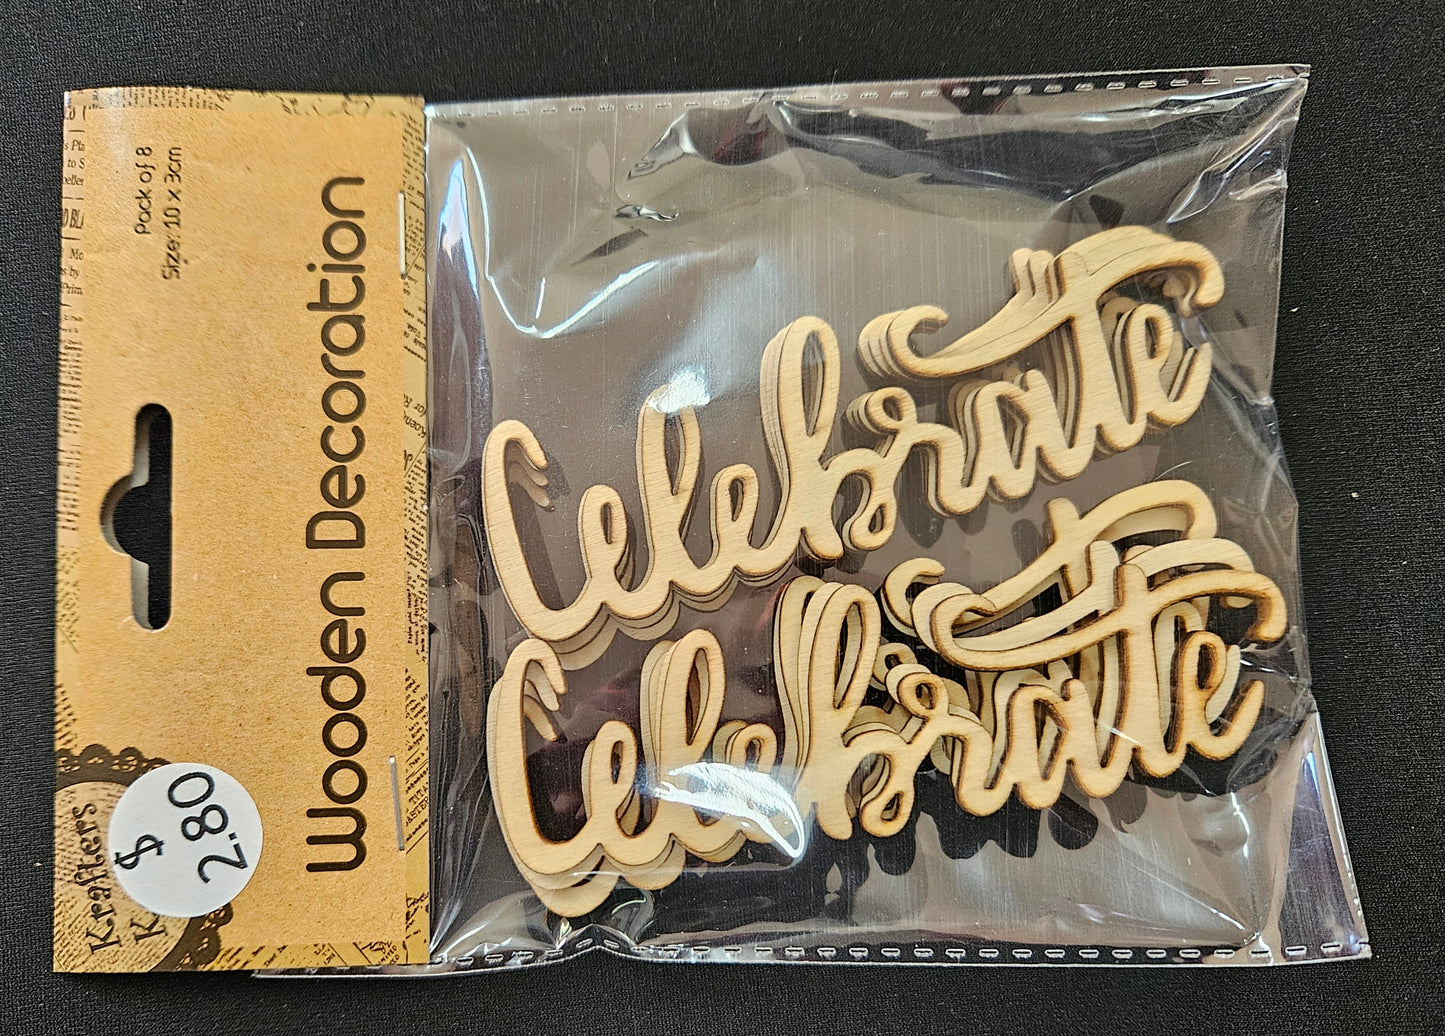 Pack of 8
Size: 10 x 3cm
Wooden Decoration
Krafters
K
$
2.80
Celebrate
Celebrate